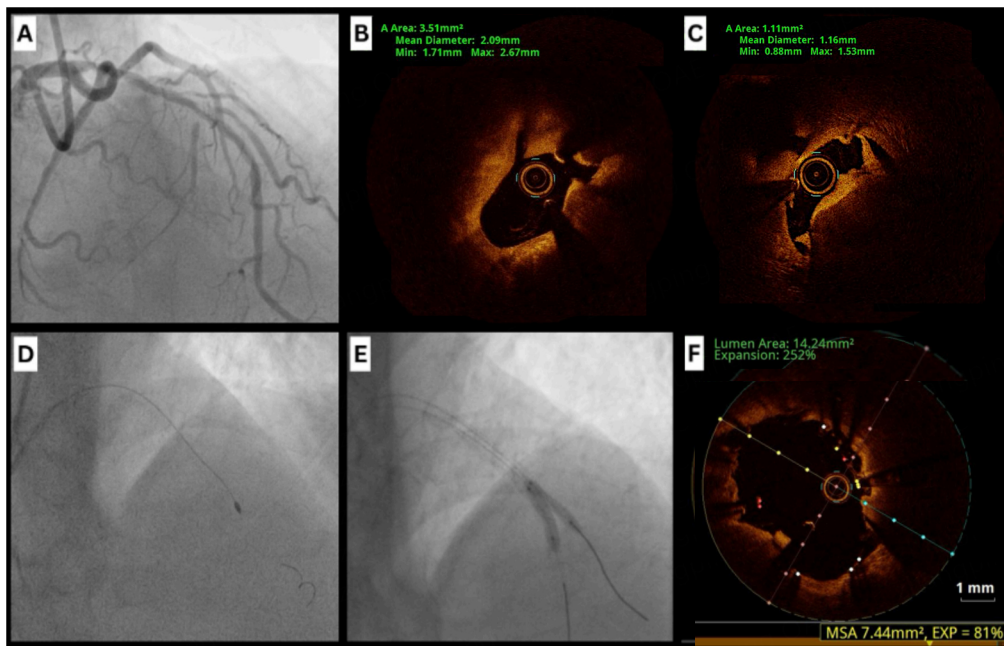 A
B
A Area: 3.51mm²
Mean Diameter: 2.09mm
Min: 1.71mm Max: 2.67mm
C
A Area: 1.11mm²
Mean Diameter: 1.16mm
Min: 0.88mm Max: 1.53mm
D
E
F
Lumen Area: 14.24mm²
Expansion: 252%
1 mm
MSA 7.44mm², EXP = 81%